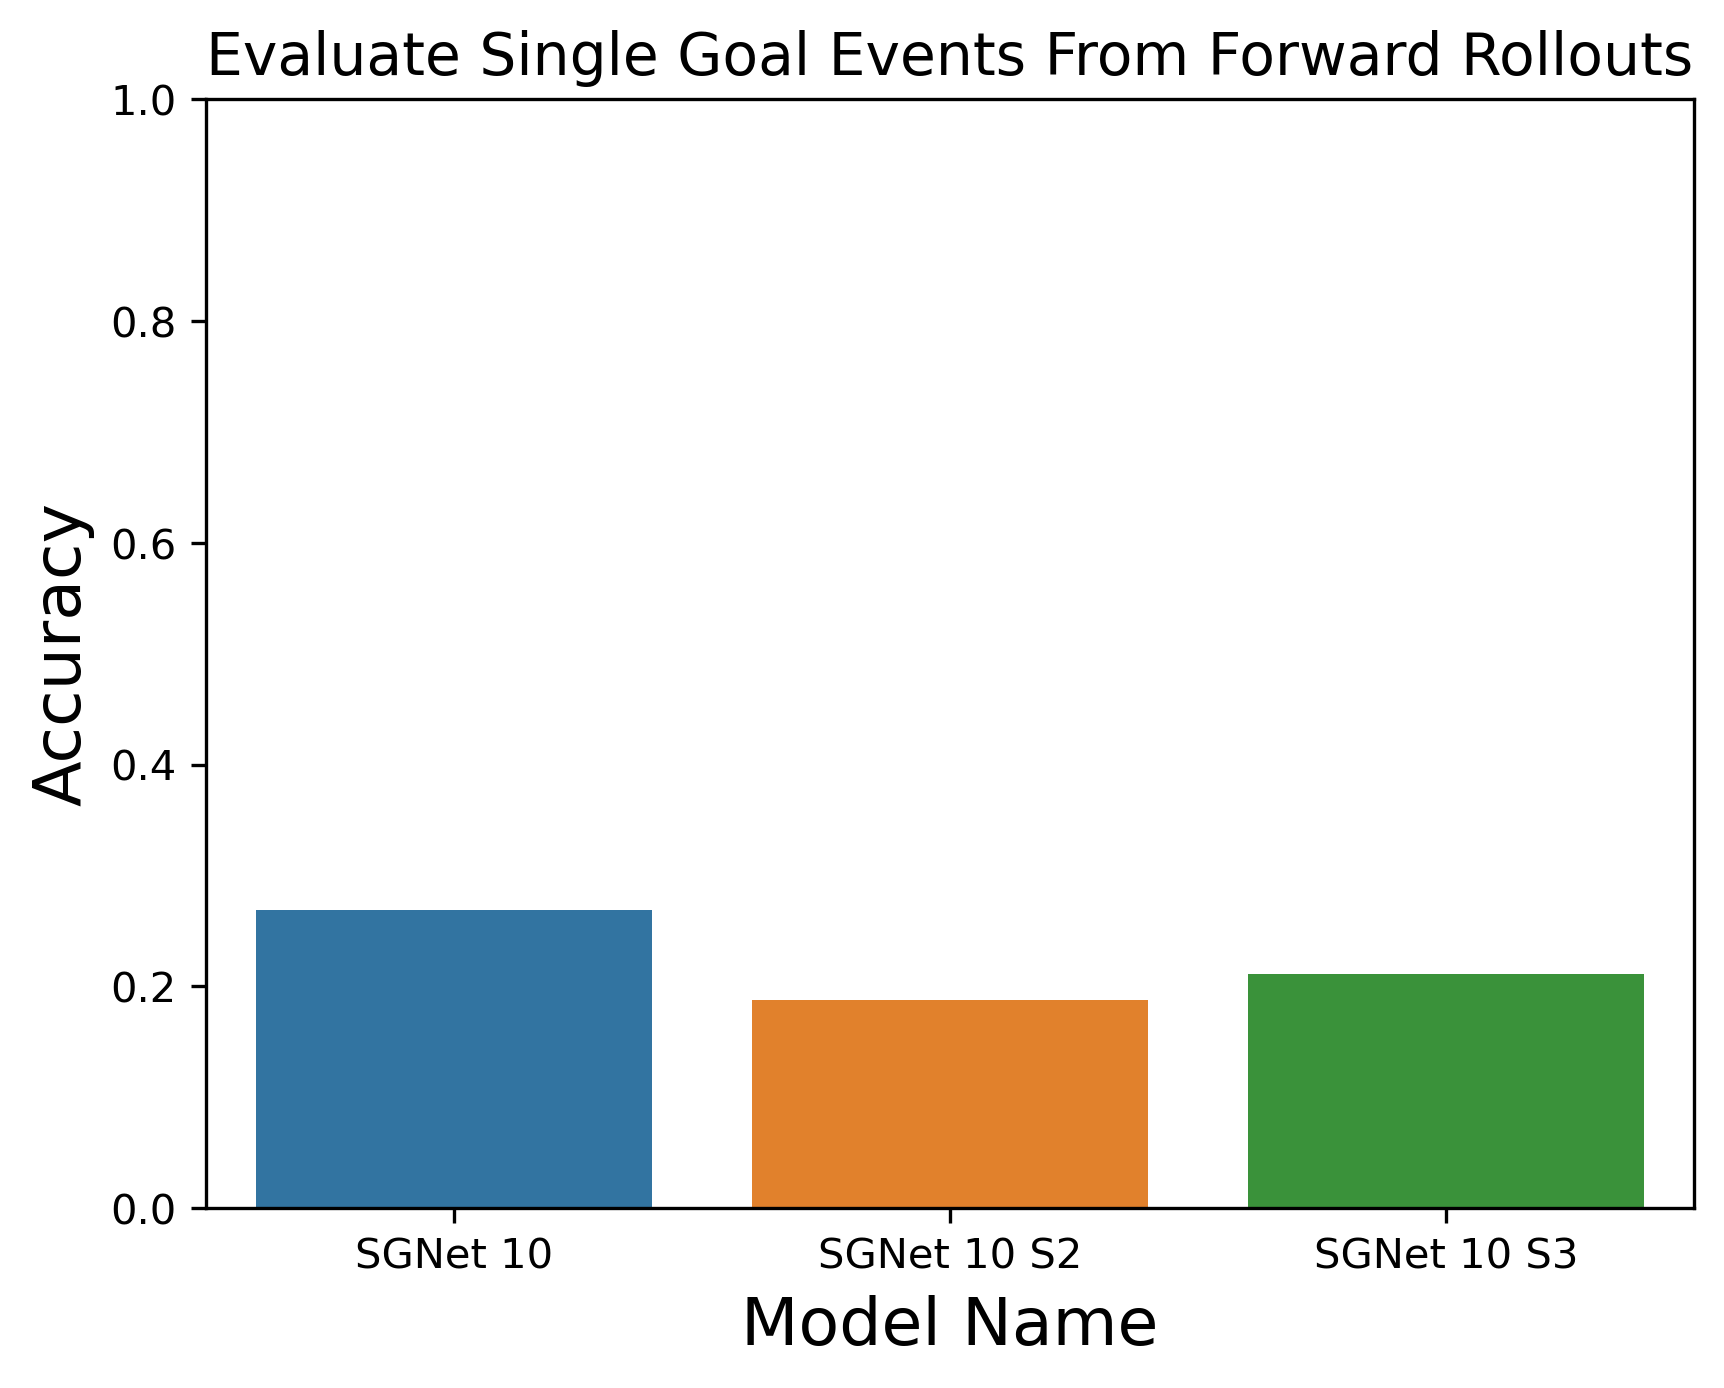 Evaluate Single Goal Events From Forward Rollouts
1.0
0.8
0.6
0.4
0.2
0.0
Accuracy
SGNet 10
SGNet 10 S2
SGNet 10 S3
Model Name